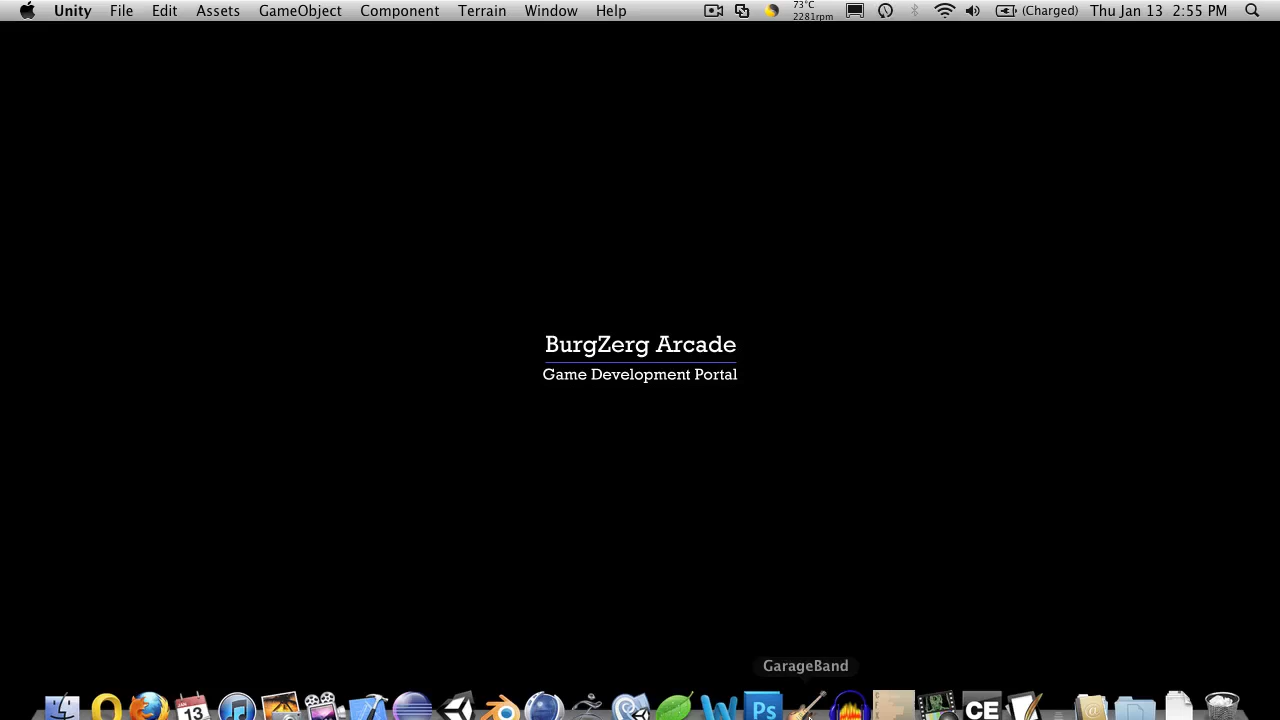 Unity File Edit Assets GameObject Component Terrain Window Help 73°C 2281rpm (Charged) Thu Jan 13 2:55 PM
BurgZerg Arcade
Game Development Portal
GarageBand
13 Ps CE